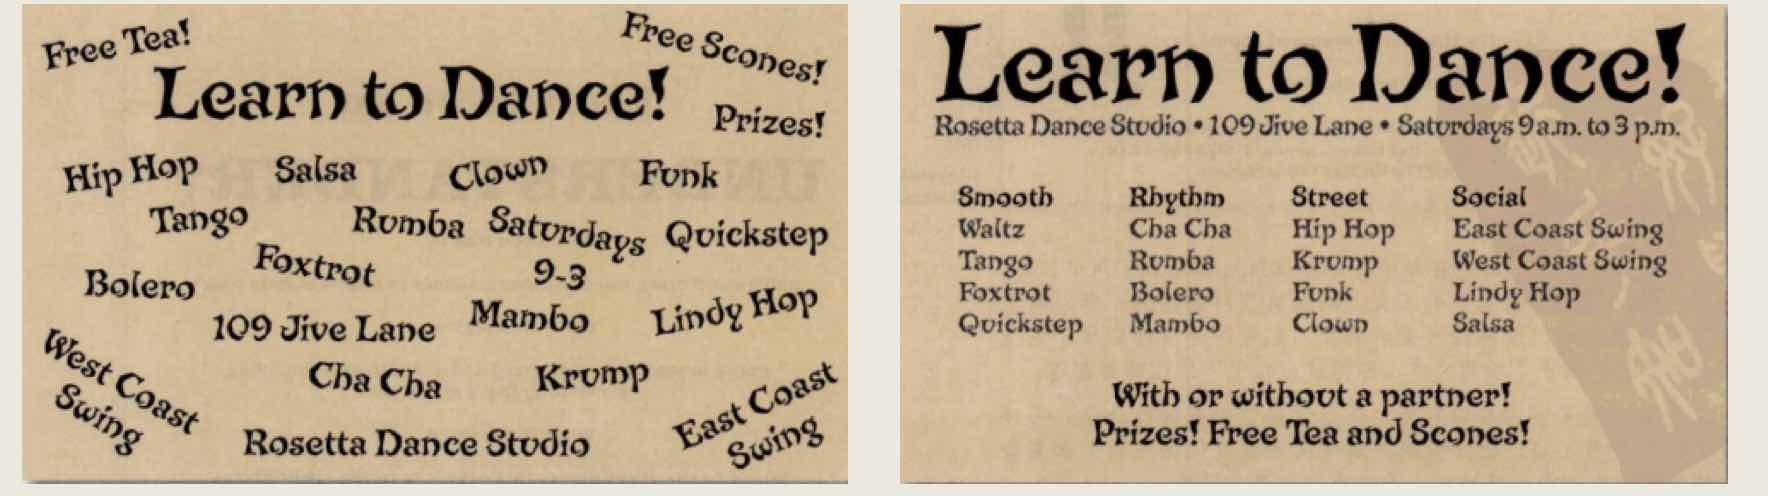 Free Tea!
Free Scones!
Learn to Dance!
Prizes!
Hip Hop
Salsa
Clown
Funk
Tango
Rumba
Saturdays
9-3
Quickstep
Foxtrot
Bolero
109 Jive Lane
Mambo
Lindy Hop
West Coast
Swing
Cha Cha
Krump
East Coast
Swing
Rosetta Dance Studio
Learn to Dance!
Rosetta Dance Studio • 109 Jive Lane • Saturdays 9 a.m. to 3 p.m.
Smooth Rhythm Street Social
Waltz Cha Cha Hip Hop East Coast Swing
Tango Rumba Krump West Coast Swing
Foxtrot Bolero Funk Lindy Hop
Quickstep Mambo Clown Salsa
With or without a partner!
Prizes! Free Tea and Scones!